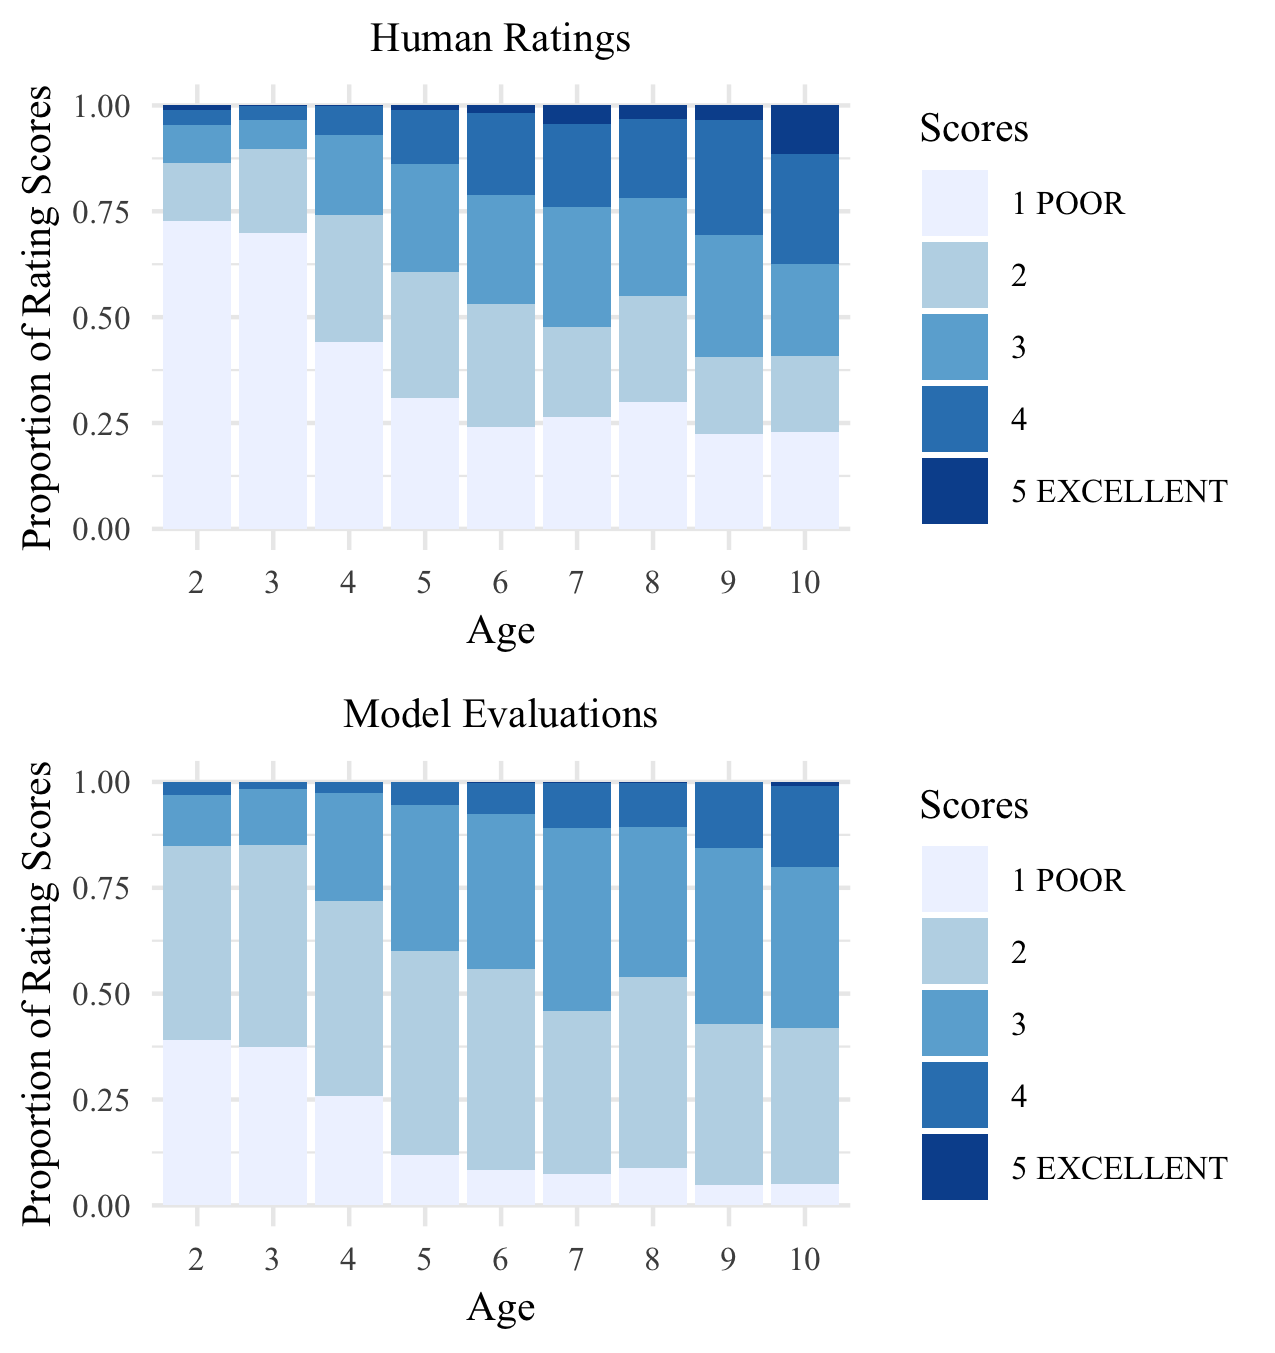 Human Ratings
Proportion of Rating Scores
1.00
0.75
0.50
0.25
0.00
2 3 4 5 6 7 8 9 10
Age
Scores
1 POOR
2
3
4
5 EXCELLENT
Model Evaluations
Proportion of Rating Scores
1.00
0.75
0.50
0.25
0.00
2 3 4 5 6 7 8 9 10
Age
Scores
1 POOR
2
3
4
5 EXCELLENT